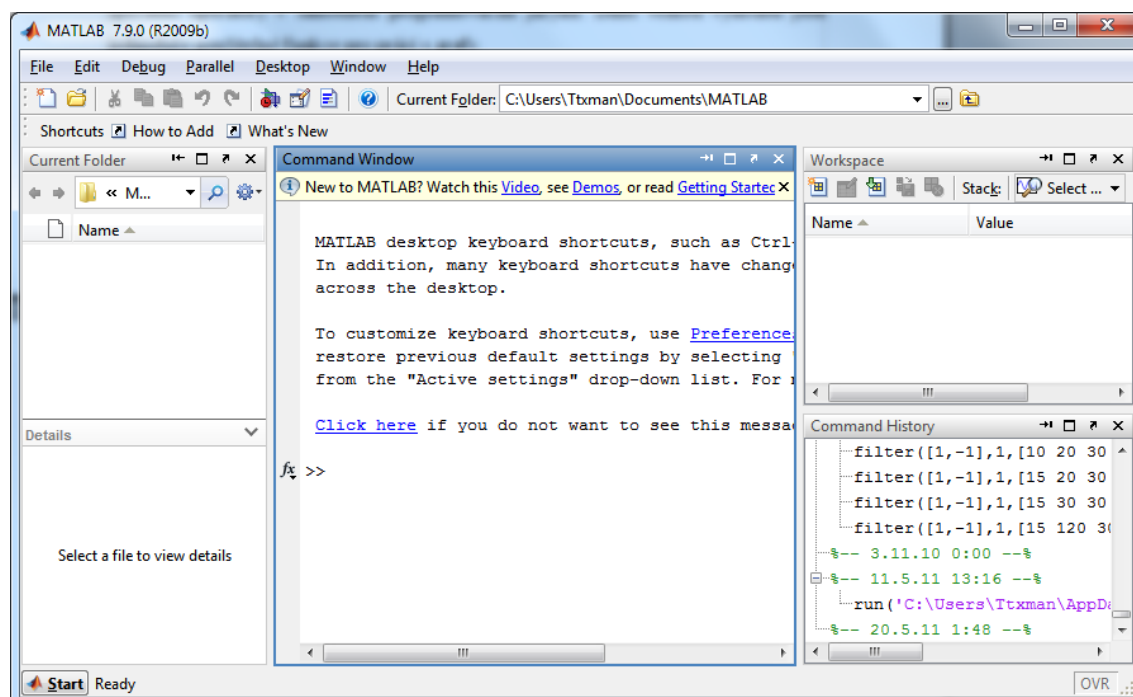 MATLAB 7.9.0 (R2009b)
File Edit Debug Parallel Desktop Window Help
Current Folder: C:\Users\Ttxman\Documents\MATLAB
Shortcuts How to Add What's New
Current Folder
« M...
Name
Details
Select a file to view details
Command Window
New to MATLAB? Watch this Video, see Demos, or read Getting Started
MATLAB desktop keyboard shortcuts, such as Ctrl-
In addition, many keyboard shortcuts have change
across the desktop.
To customize keyboard shortcuts, use Preference
restore previous default settings by selecting "
from the "Active settings" drop-down list. For
Click here if you do not want to see this messa
fx >>
Workspace
Stack: Select ...
Name Value
Command History
filter([1,-1],1,[10 20 30
filter([1,-1],1,[15 20 30
filter([1,-1],1,[15 30 30
filter([1,-1],1,[15 120 30
%-- 3.11.10 0:00 --%
%-- 11.5.11 13:16 --%
run('C:\Users\Ttxman\AppDa
%-- 20.5.11 1:48 --%
Start Ready
OVR